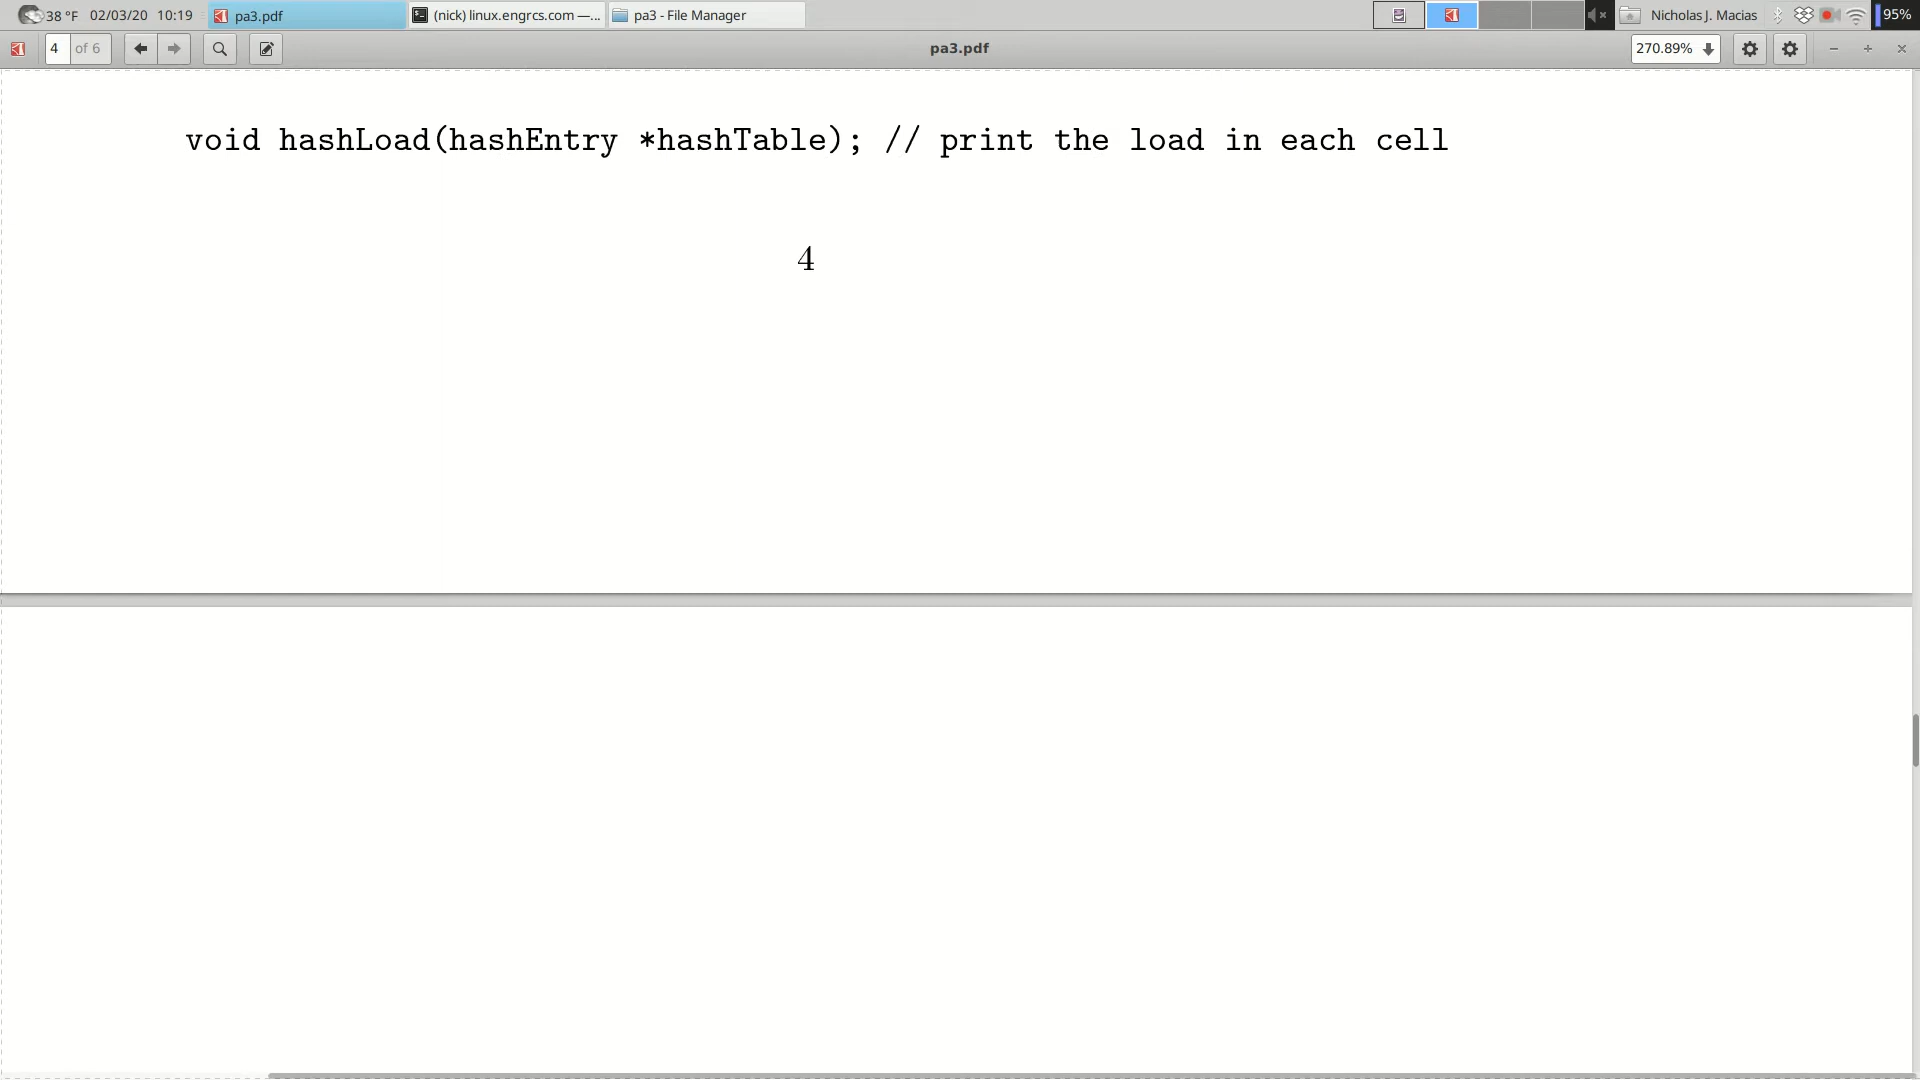 38 °F 02/03/20 10:19 pa3.pdf (nick) linux.engrcs.com —... pa3 - File Manager Nicholas J. Macias 95%
4 of 6 pa3.pdf 270.89%
void hashLoad(hashEntry *hashTable); // print the load in each cell
4